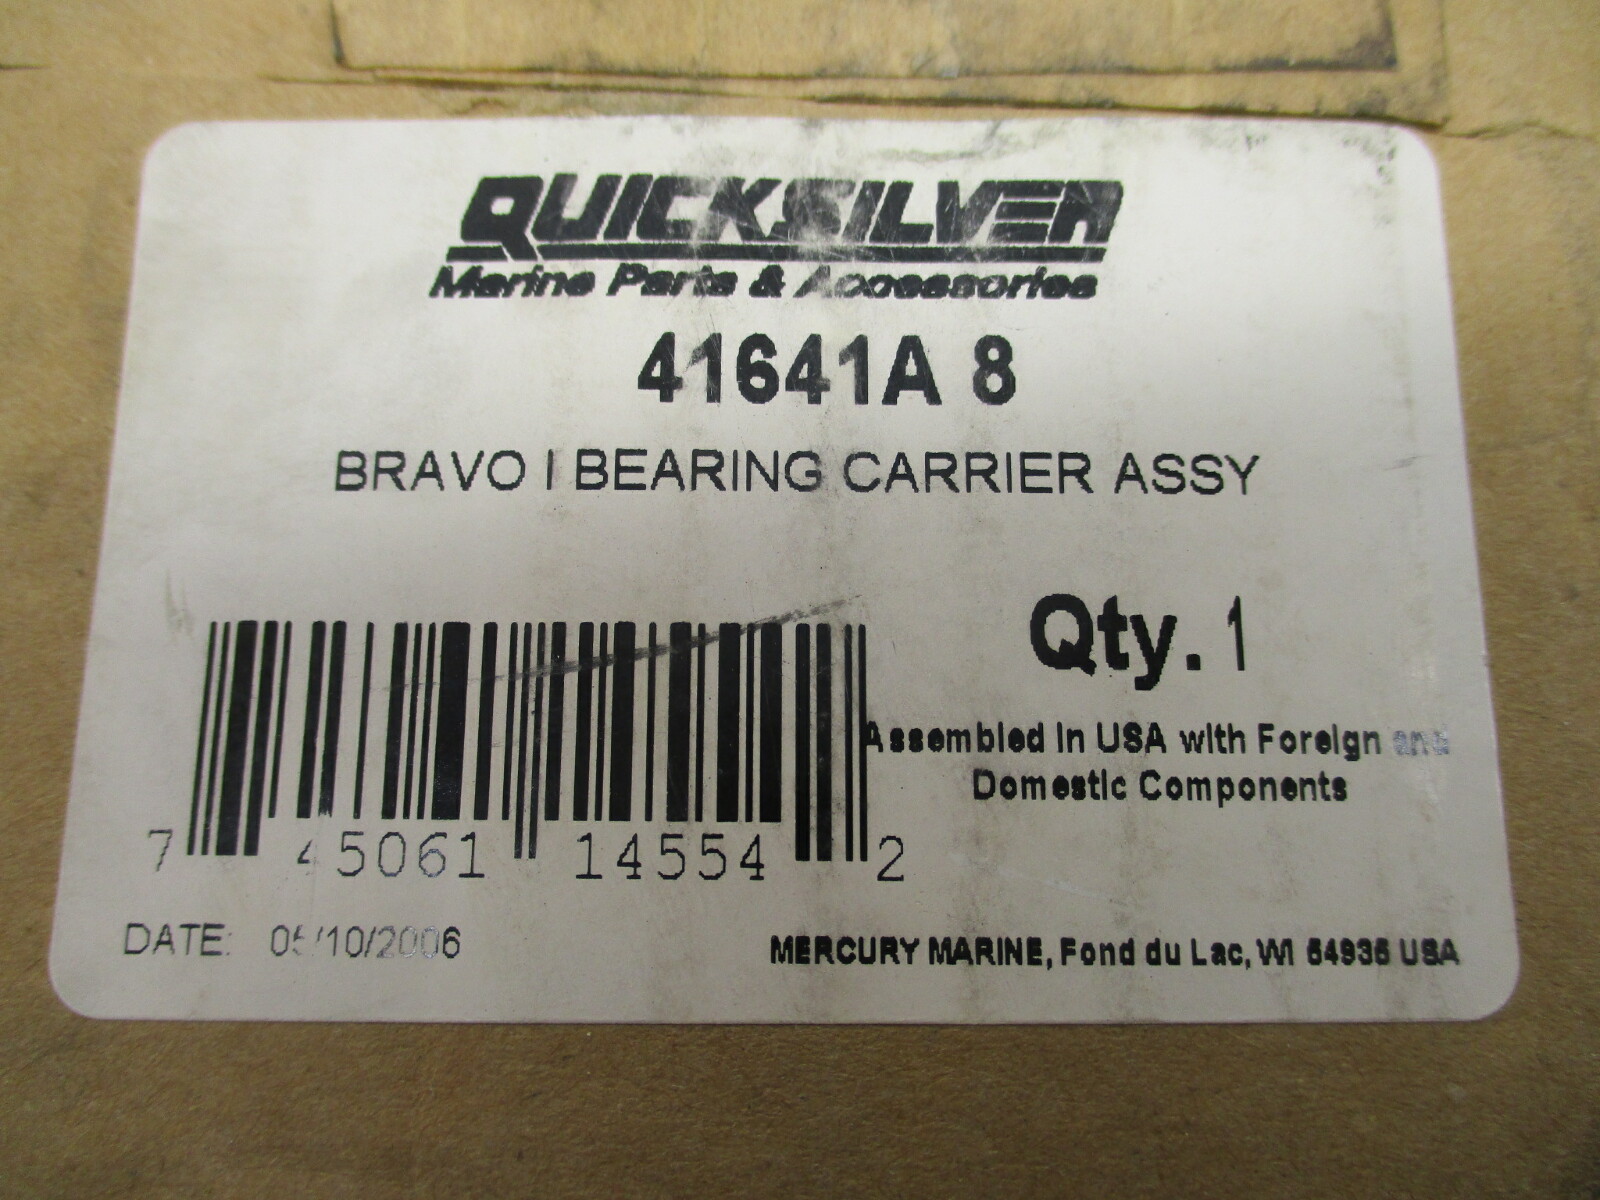 QUICKSILVER
Marine Parts & Accessories
41641A 8
BRAVO I BEARING CARRIER ASSY
Qty. 1
Assembled in USA with Foreign and
Domestic Components
7 45061 14554 2
DATE: 05/10/2006
MERCURY MARINE, Fond du Lac, WI 54935 USA